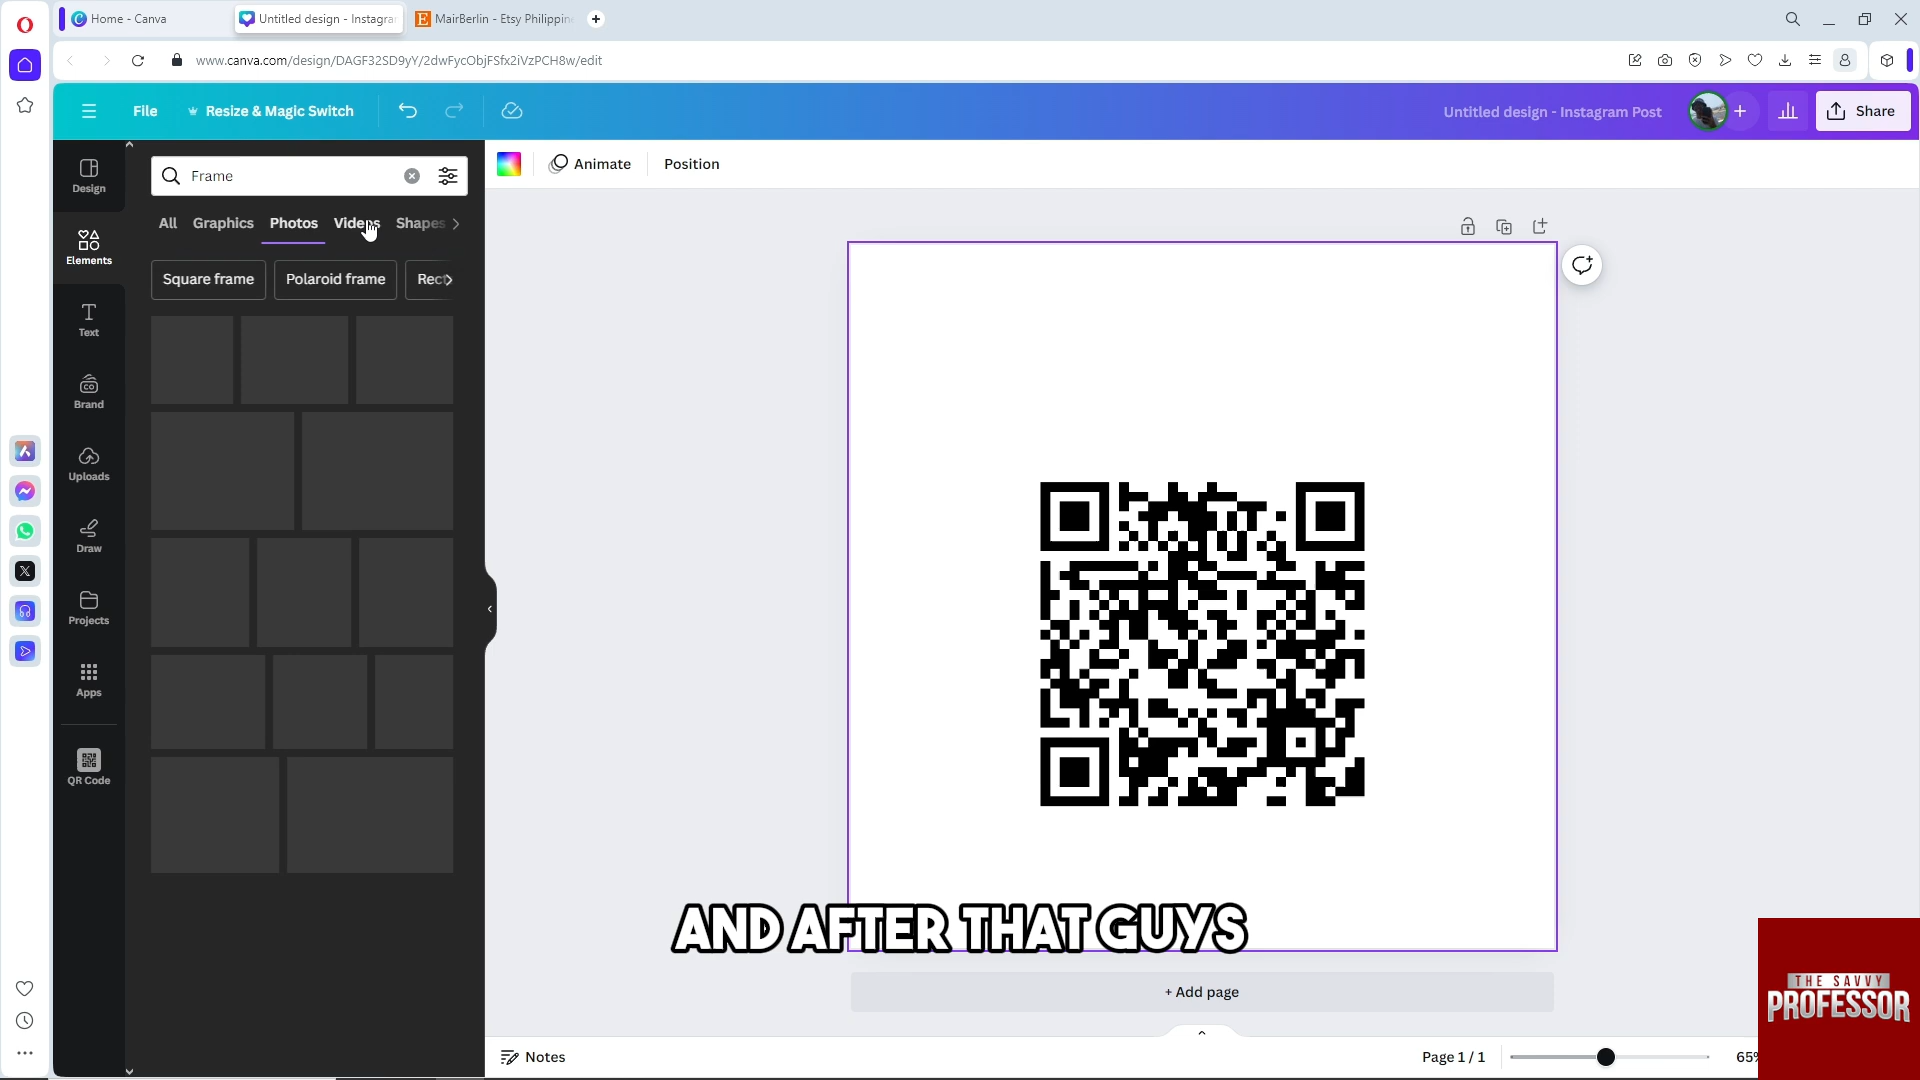 Home - Canva
Untitled design - Instagra
MairBerlin - Etsy Philippin
www.canva.com/design/DAGF32SD9yY/2dwFycObjFSfx2iVzPCH8w/edit
File
Resize & Magic Switch
Untitled design - Instagram Post
Share
Design
Elements
Text
Brand
Uploads
Draw
Projects
Apps
QR Code
Frame
All
Graphics
Photos
Videos
Shapes
Square frame
Polaroid frame
Rect
Animate
Position
AND AFTER THAT GUYS
+ Add page
Notes
Page 1 / 1
65%
THE SAVVY
PROFESSOR